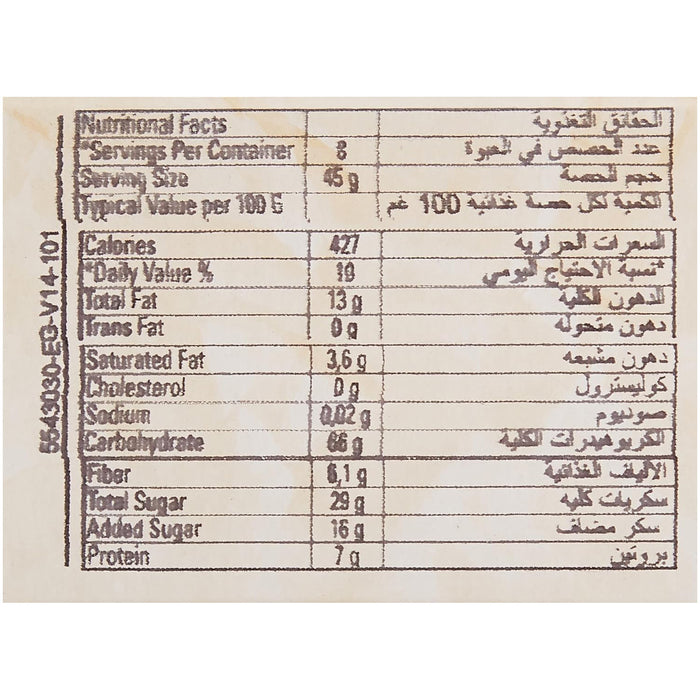 Nutritional Facts الحقائق التغذوية
*Servings Per Container 8 عدد الحصص في العبوة
Serving Size 45 g حجم الحصة
Typical Value per 100 G الكمية لكل حصة غذائية 100 غم
Calories 427 السعرات الحرارية
*Daily Value % 19 *نسبة الاحتياج اليومي
Total Fat 13 g الدهون الكلية
Trans Fat 0 g دهون متحوله
Saturated Fat 3,6 g دهون مشبعه
Cholesterol 0 g كوليسترول
Sodium 0,02 g صوديوم
Carbohydrate 66 g الكربوهيدرات الكلية
Fiber 6,1 g الألياف الغذائية
Total Sugar 29 g سكريات كليه
Added Sugar 16 g سكر مضاف
Protein 7 g بروتين
5543030-EG-V14-101